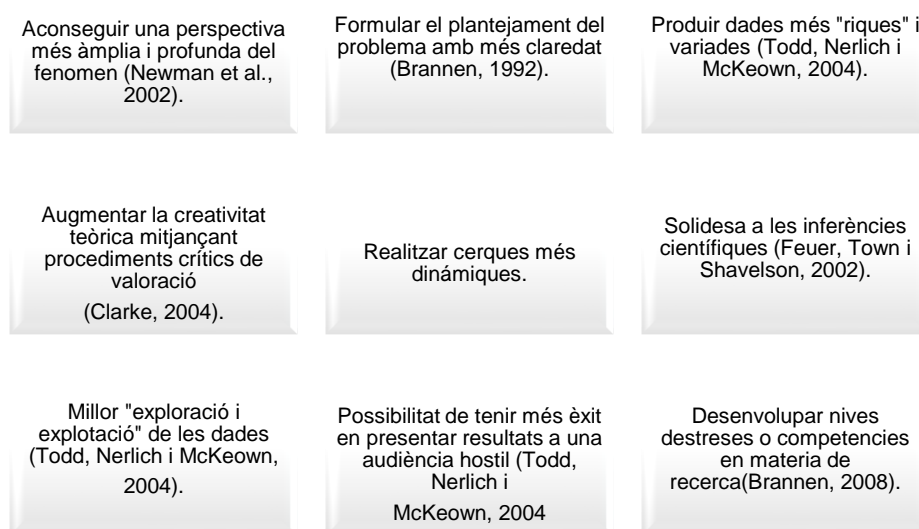 Aconseguir una perspectiva
més àmplia i profunda del
fenomen (Newman et al.,
2002).
Formular el plantejament del
problema amb més claredat
(Brannen, 1992).
Produir dades més "riques" i
variades (Todd, Nerlich i
McKeown, 2004).
Augmentar la creativitat
teòrica mitjançant
procediments crítics de
valoració
(Clarke, 2004).
Realitzar cerques més
dinámiques.
Solidesa a les inferències
científiques (Feuer, Town i
Shavelson, 2002).
Millor "exploració i
explotació" de les dades
(Todd, Nerlich i McKeown,
2004).
Possibilitat de tenir més èxit
en presentar resultats a una
audiència hostil (Todd,
Nerlich i
McKeown, 2004
Desenvolupar nives
destreses o competencies
en materia de
recerca(Brannen, 2008).